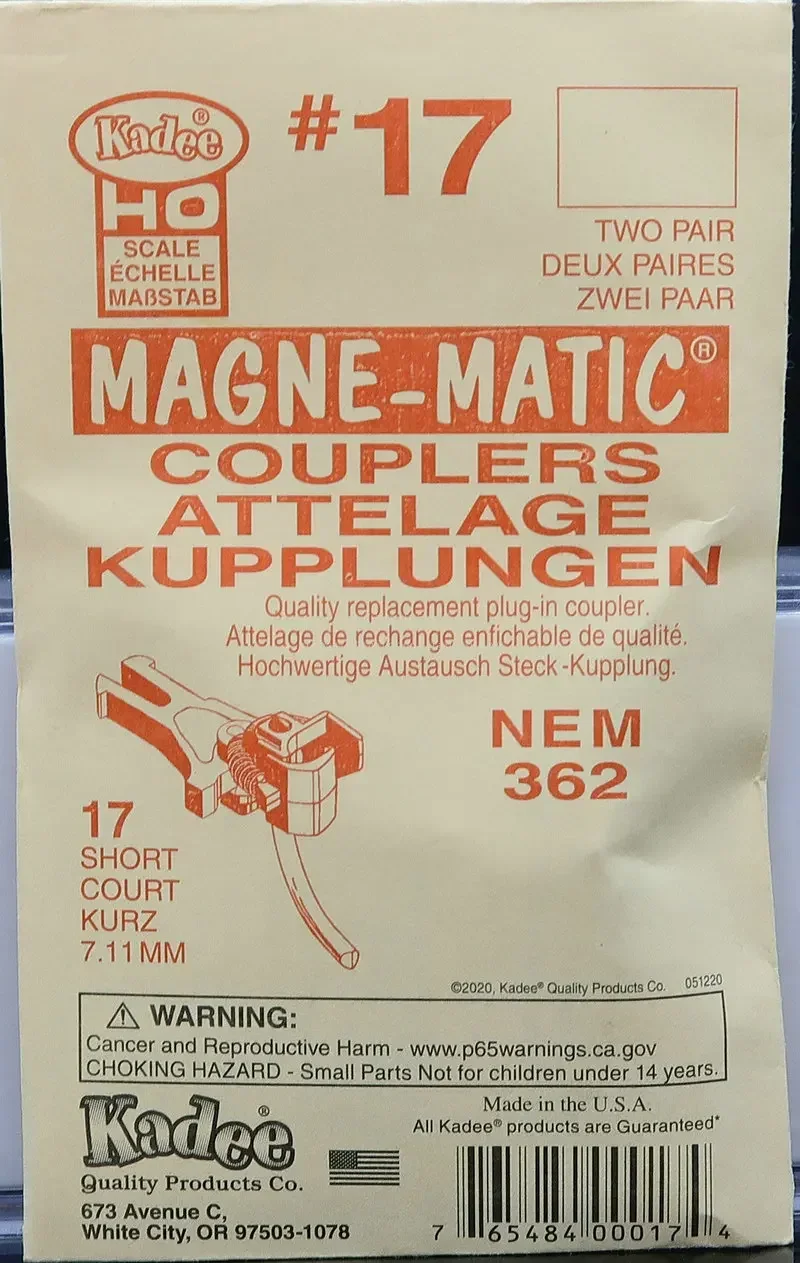 Kadee®
#17
HO
SCALE
ÉCHELLE
MAßSTAB
TWO PAIR
DEUX PAIRES
ZWEI PAAR
MAGNE-MATIC®
COUPLERS
ATTELAGE
KUPPLUNGEN
Quality replacement plug-in coupler.
Attelage de rechange enfichable de qualité.
Hochwertige Austausch Steck-Kupplung.
NEM
362
17
SHORT
COURT
KURZ
7.11 MM
©2020, Kadee® Quality Products Co. 051220
⚠ WARNING:
Cancer and Reproductive Harm - www.p65warnings.ca.gov
CHOKING HAZARD - Small Parts Not for children under 14 years.
Kadee®
Quality Products Co.
673 Avenue C,
White City, OR 97503-1078
Made in the U.S.A.
All Kadee® products are Guaranteed*
7 65484 00017 4